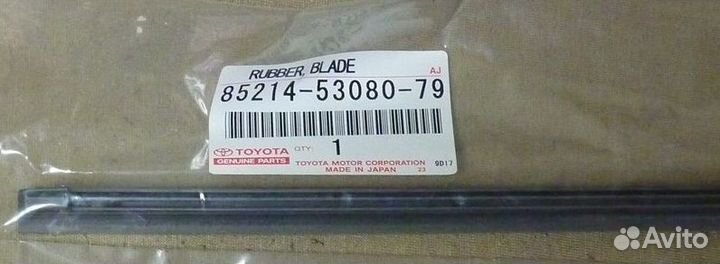 RUBBER, BLADE
AJ
85214-53080-79
TOYOTA
GENUINE PARTS
QTY: 1
TOYOTA MOTOR CORPORATION 9D17
MADE IN JAPAN 23
Avito